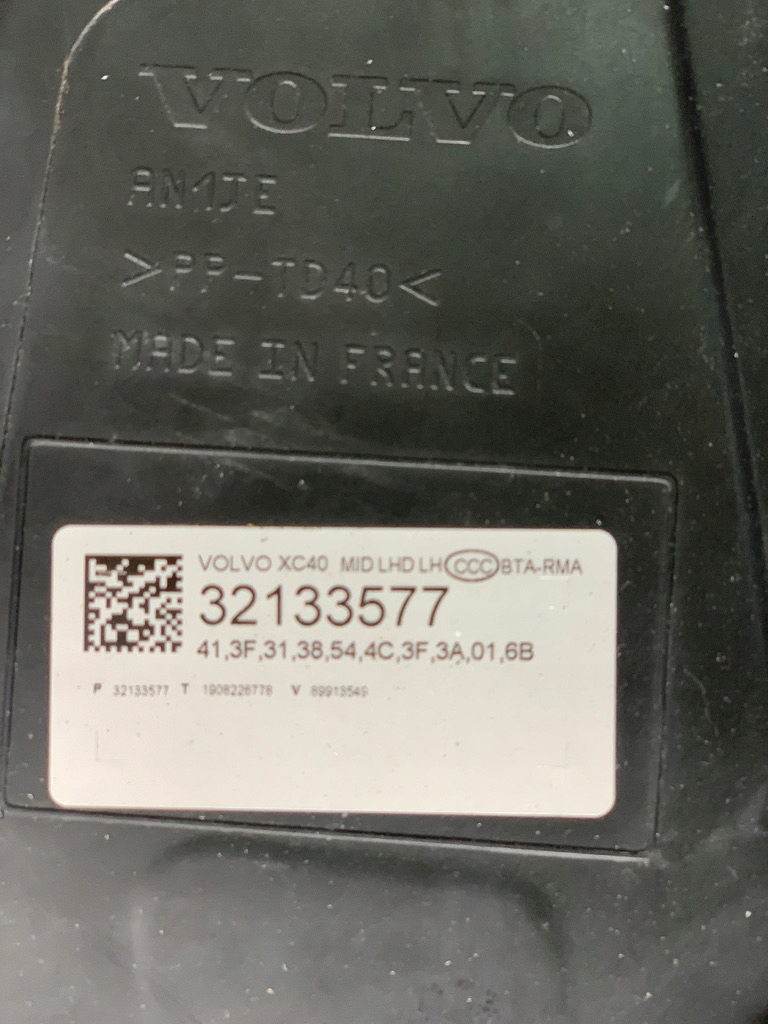 VOLVO
AN1JE
>PP-TD40<
MADE IN FRANCE
VOLVO XC40 MID LHD LH CCC BTA-RMA
32133577
41,3F,31,38,54,4C,3F,3A,01,6B
P 32133577 T 1908226778 V 89913549